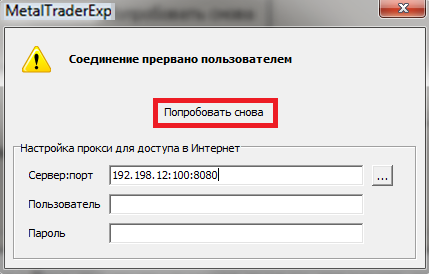 MetalTraderExp
Соединение прервано пользователем
Попробовать снова
Настройка прокси для доступа в Интернет
Сервер:порт 192.198.12:100:8080 ...
Пользователь
Пароль